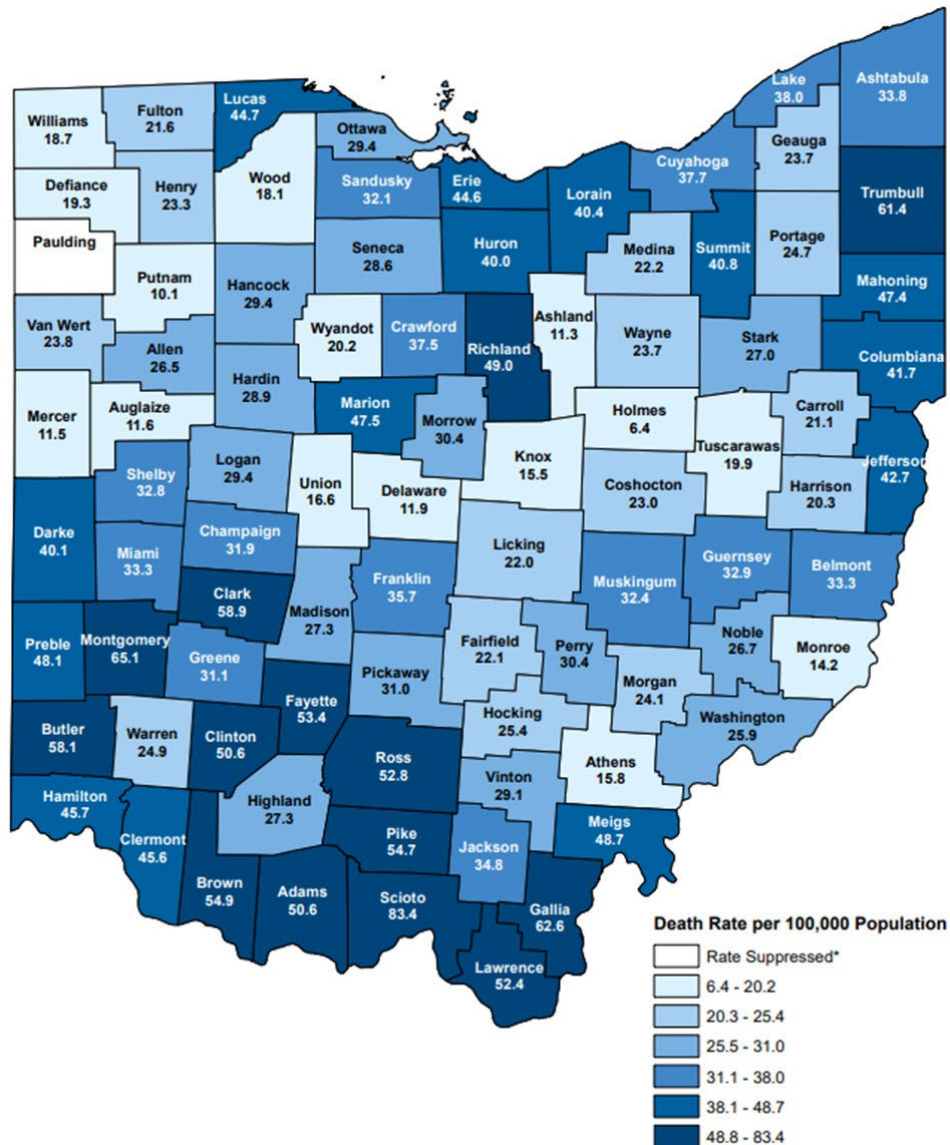 Williams
18.7
Fulton
21.6
Lucas
44.7
Ottawa
29.4
Lake
38.0
Ashtabula
33.8
Geauga
23.7
Cuyahoga
37.7
Defiance
19.3
Henry
23.3
Wood
18.1
Sandusky
32.1
Erie
44.6
Lorain
40.4
Trumbull
61.4
Paulding
Putnam
10.1
Hancock
29.4
Seneca
28.6
Huron
40.0
Medina
22.2
Summit
40.8
Portage
24.7
Mahoning
47.4
Van Wert
23.8
Allen
26.5
Wyandot
20.2
Crawford
37.5
Richland
49.0
Ashland
11.3
Wayne
23.7
Stark
27.0
Columbiana
41.7
Mercer
11.5
Auglaize
11.6
Hardin
28.9
Marion
47.5
Morrow
30.4
Holmes
6.4
Tuscarawas
19.9
Carroll
21.1
Jefferson
42.7
Shelby
32.8
Logan
29.4
Union
16.6
Delaware
11.9
Knox
15.5
Coshocton
23.0
Harrison
20.3
Darke
40.1
Miami
33.3
Champaign
31.9
Franklin
35.7
Licking
22.0
Muskingum
32.4
Guernsey
32.9
Belmont
33.3
Clark
58.9
Madison
27.3
Preble
48.1
Montgomery
65.1
Greene
31.1
Pickaway
31.0
Fairfield
22.1
Perry
30.4
Noble
26.7
Monroe
14.2
Morgan
24.1
Fayette
53.4
Butler
58.1
Warren
24.9
Clinton
50.6
Hocking
25.4
Washington
25.9
Ross
52.8
Athens
15.8
Vinton
29.1
Hamilton
45.7
Highland
27.3
Clermont
45.6
Pike
54.7
Jackson
34.8
Meigs
48.7
Brown
54.9
Adams
50.6
Scioto
83.4
Gallia
62.6
Lawrence
52.4
Death Rate per 100,000 Population
Rate Suppressed*
6.4 - 20.2
20.3 - 25.4
25.5 - 31.0
31.1 - 38.0
38.1 - 48.7
48.8 - 83.4